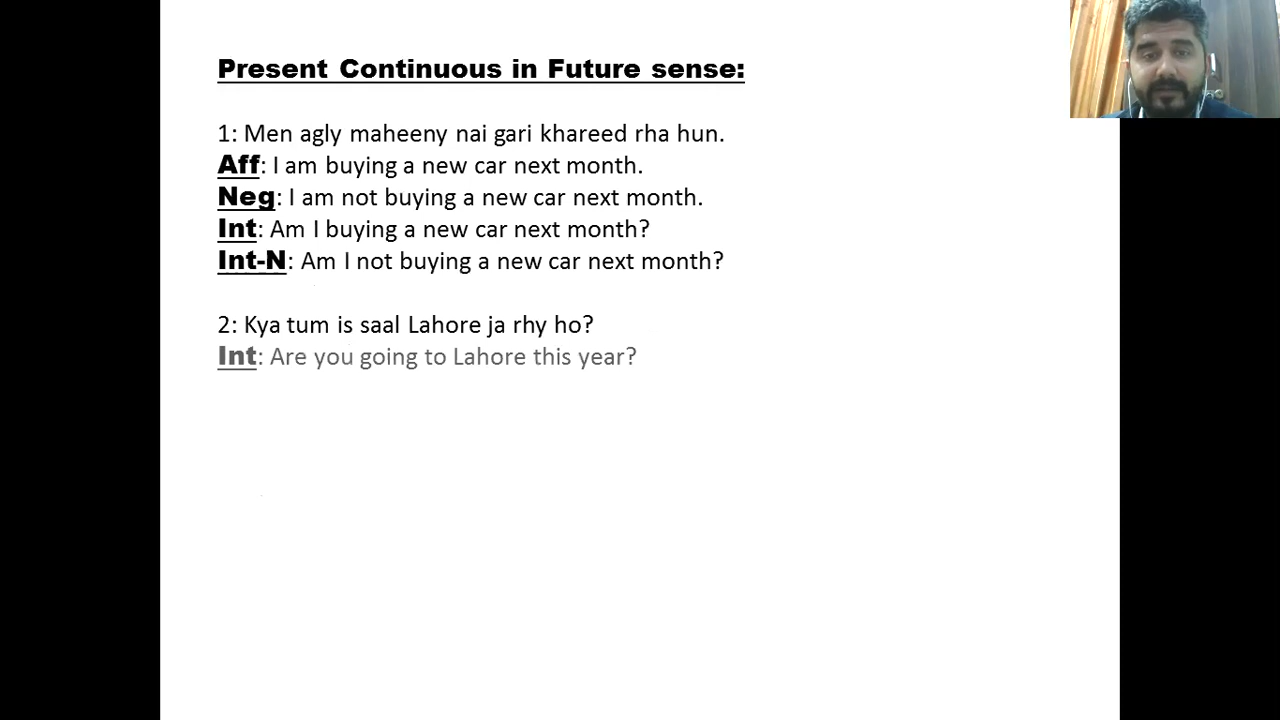 Present Continuous in Future sense:
1: Men agly maheeny nai gari khareed rha hun.
Aff: I am buying a new car next month.
Neg: I am not buying a new car next month.
Int: Am I buying a new car next month?
Int-N: Am I not buying a new car next month?
2: Kya tum is saal Lahore ja rhy ho?
Int: Are you going to Lahore this year?